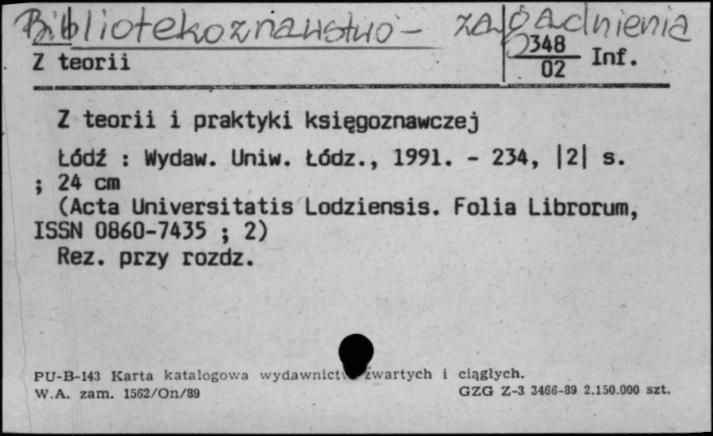 Bibliotekoznawstwo - zagadnienia
Z teorii
348
02 Inf.
Z teorii i praktyki księgoznawczej
Łódź : Wydaw. Uniw. Łódz., 1991. - 234, |2| s.
; 24 cm
(Acta Universitatis Lodziensis. Folia Librorum,
ISSN 0860-7435 ; 2)
Rez. przy rozdz.
PU-B-143 Karta katalogowa wydawnictw zwartych i ciągłych.
W.A. zam. 1562/On/89 GZG Z-3 3466-89 2.150.000 szt.